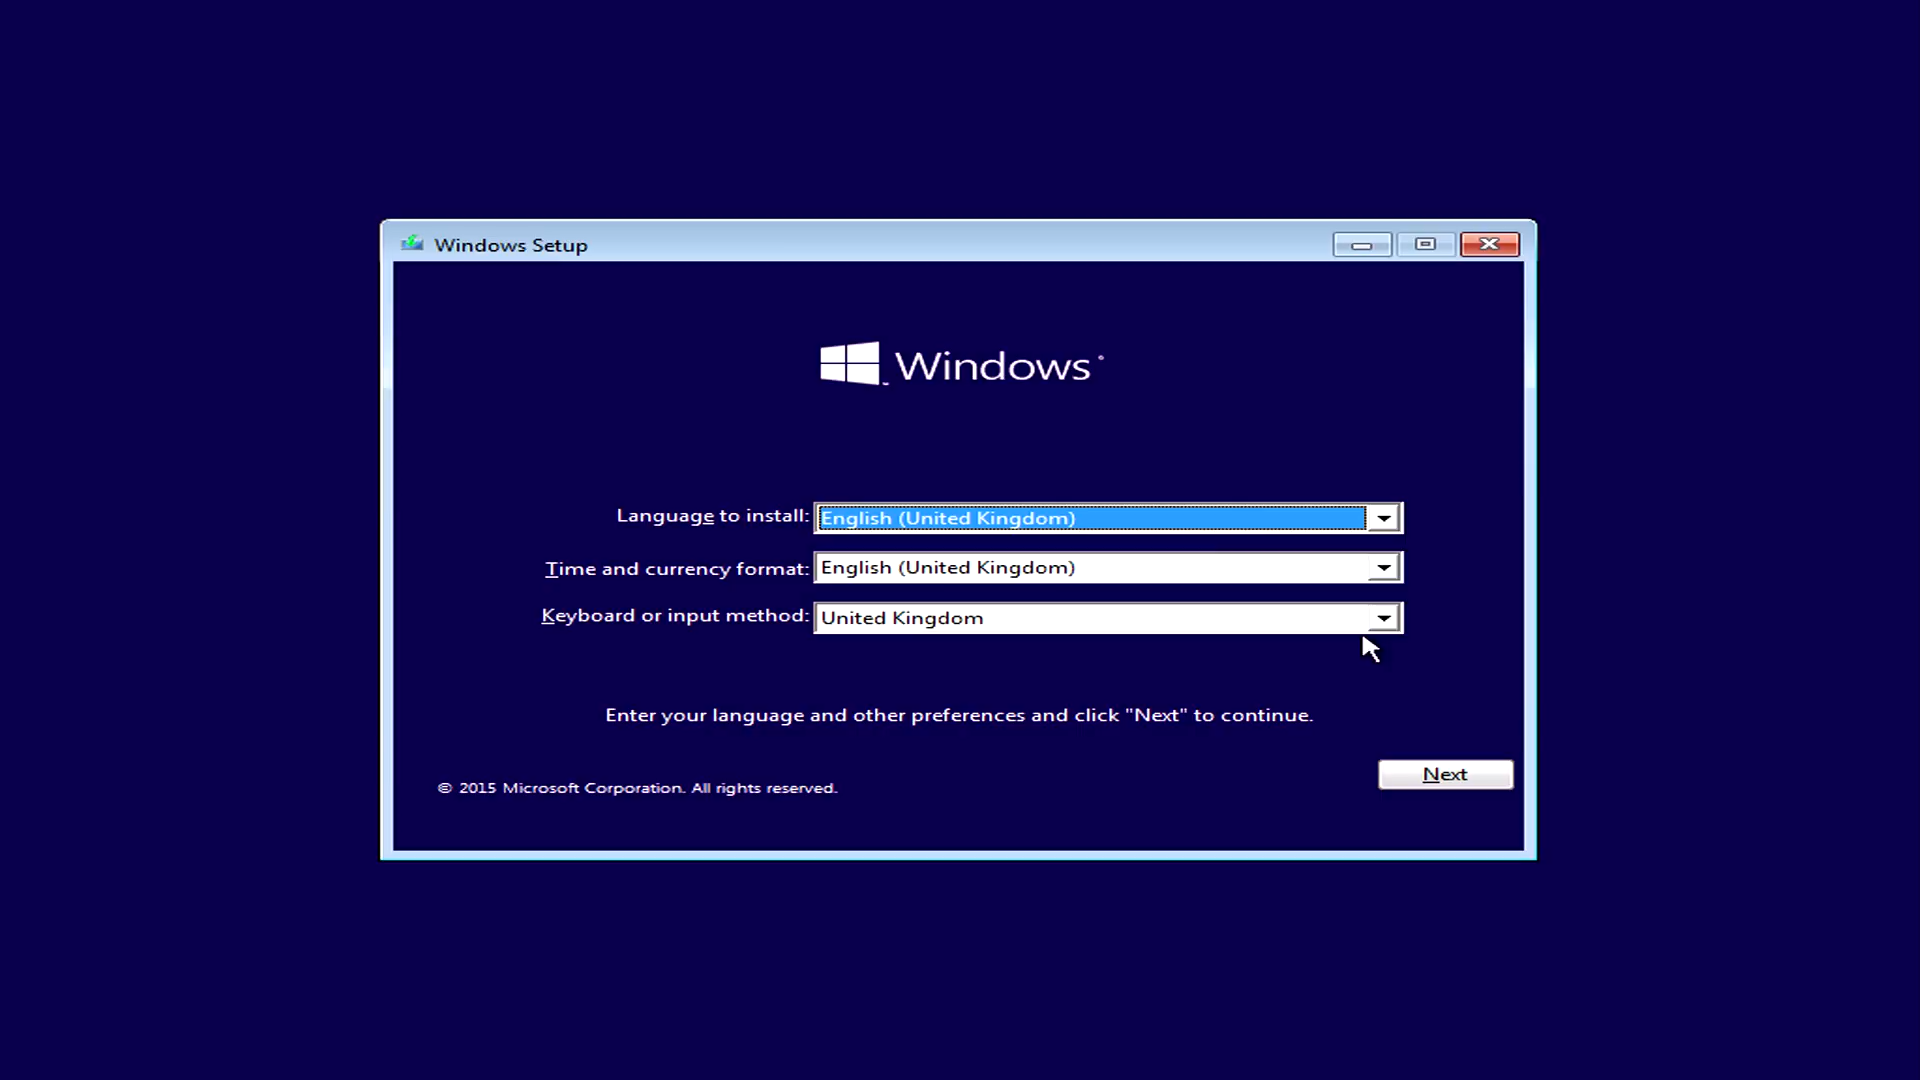 Windows Setup
Windows
Language to install: English (United Kingdom)
Time and currency format: English (United Kingdom)
Keyboard or input method: United Kingdom
Enter your language and other preferences and click "Next" to continue.
Next
© 2015 Microsoft Corporation. All rights reserved.